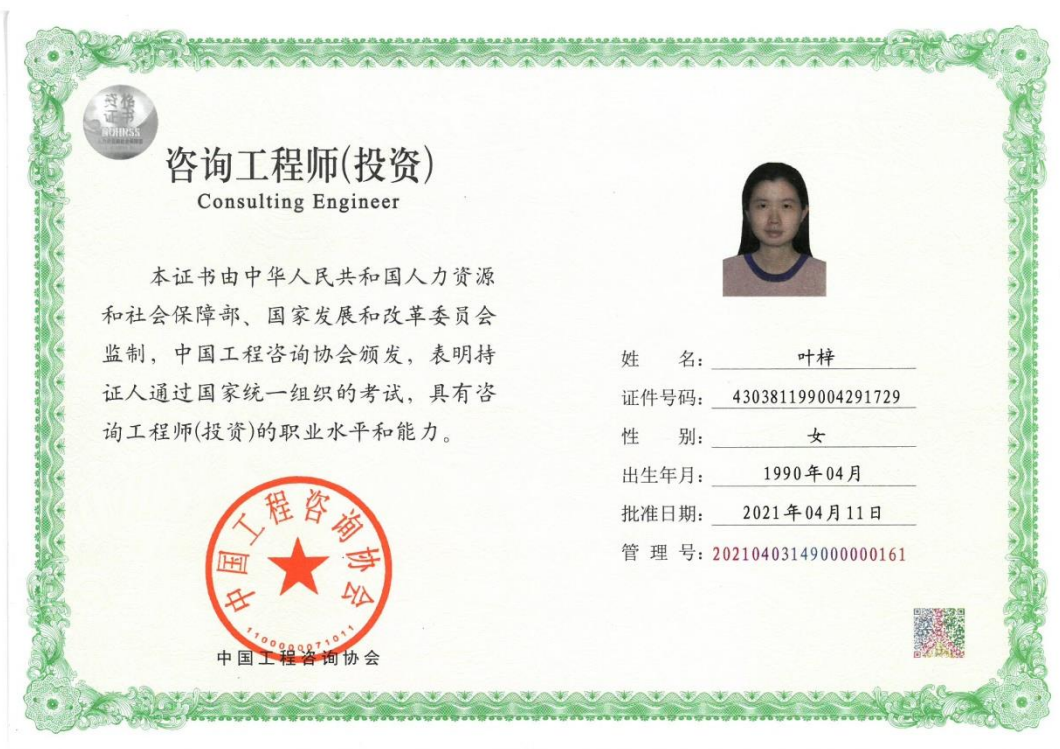 资格
证书
MOHRSS
咨询工程师(投资)
Consulting Engineer
本证书由中华人民共和国人力资源
和社会保障部、国家发展和改革委员会
监制，中国工程咨询协会颁发，表明持
证人通过国家统一组织的考试，具有咨
询工程师(投资)的职业水平和能力。
中国工程咨询协会
1100000071011
中国工程咨询协会
姓 名：叶梓
证件号码：430381199004291729
性 别：女
出生年月：1990年04月
批准日期：2021年04月11日
管 理 号：20210403149000000161